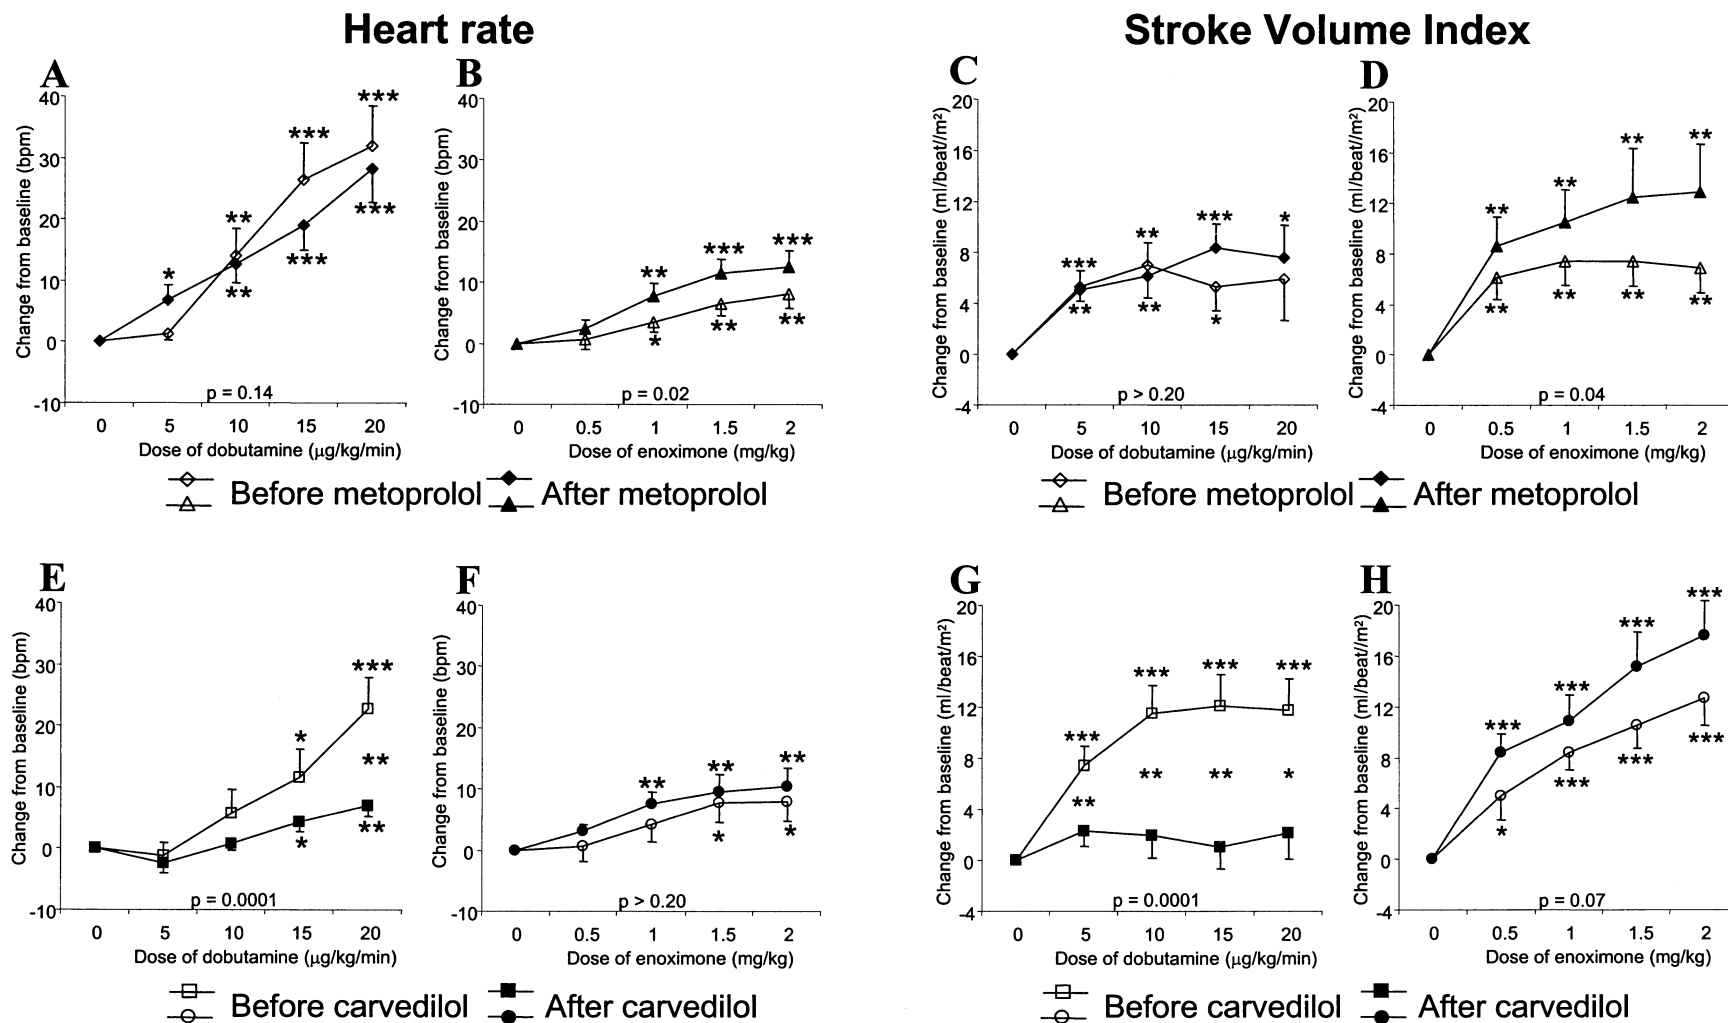 Heart rate
Stroke Volume Index
A
B
C
D
Change from baseline (bpm)
40
30
20
10
0
-10
*
**
***
***
**
***
***
p = 0.14
0 5 10 15 20
Dose of dobutamine (μg/kg/min)
Change from baseline (bpm)
40
30
20
10
0
-10
**
***
***
*
**
**
p = 0.02
0 0.5 1 1.5 2
Dose of enoximone (mg/kg)
Change from baseline (ml/beat//m²)
20
16
12
8
4
0
-4
***
**
***
*
**
**
*
p > 0.20
0 5 10 15 20
Dose of dobutamine (μg/kg/min)
Change from baseline (ml/beat//m²)
20
16
12
8
4
0
-4
**
**
**
**
**
**
**
**
p = 0.04
0 0.5 1 1.5 2
Dose of enoximone (mg/kg)
Before metoprolol After metoprolol
Before metoprolol After metoprolol
E
F
G
H
Change from baseline (bpm)
40
30
20
10
0
-10
*
***
**
*
**
p = 0.0001
0 5 10 15 20
Dose of dobutamine (μg/kg/min)
Change from baseline (bpm)
40
30
20
10
0
-10
**
**
**
*
*
p > 0.20
0 0.5 1 1.5 2
Dose of enoximone (mg/kg)
Change from baseline (ml/beat//m²)
20
16
12
8
4
0
-4
***
***
***
***
**
**
**
*
p = 0.0001
0 5 10 15 20
Dose of dobutamine (μg/kg/min)
Change from baseline (ml/beat//m²)
20
16
12
8
4
0
-4
***
***
***
***
*
***
***
***
p = 0.07
0 0.5 1 1.5 2
Dose of enoximone (mg/kg)
Before carvedilol After carvedilol
Before carvedilol After carvedilol